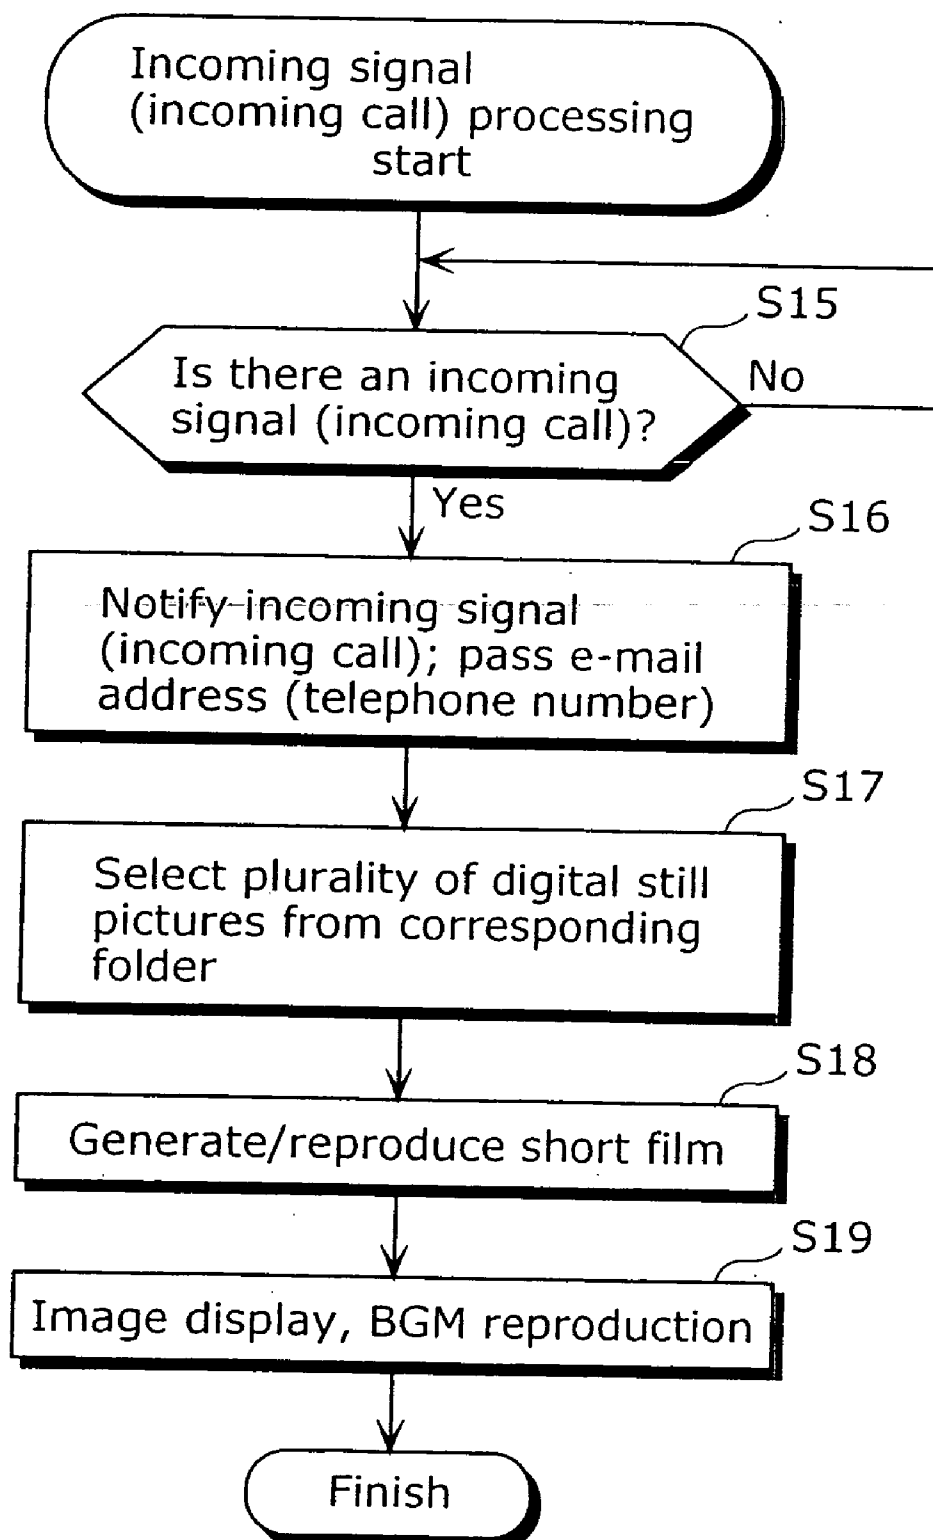 Incoming signal
(incoming call) processing
start
S15
Is there an incoming
signal (incoming call)?
No
Yes
S16
Notify incoming signal
(incoming call); pass e-mail
address (telephone number)
S17
Select plurality of digital still
pictures from corresponding
folder
S18
Generate/reproduce short film
S19
Image display, BGM reproduction
Finish